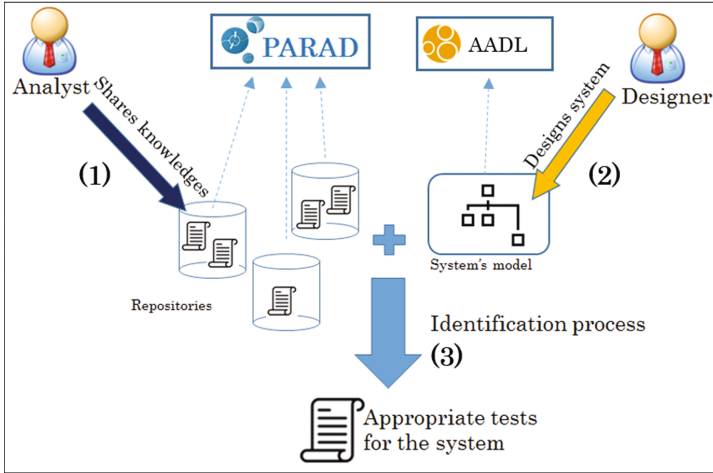 PARAD
AADL
Analyst
Designer
Shares knowledges
Designs system
(1)
(2)
Repositories
System's model
Identification process
(3)
Appropriate tests
for the system